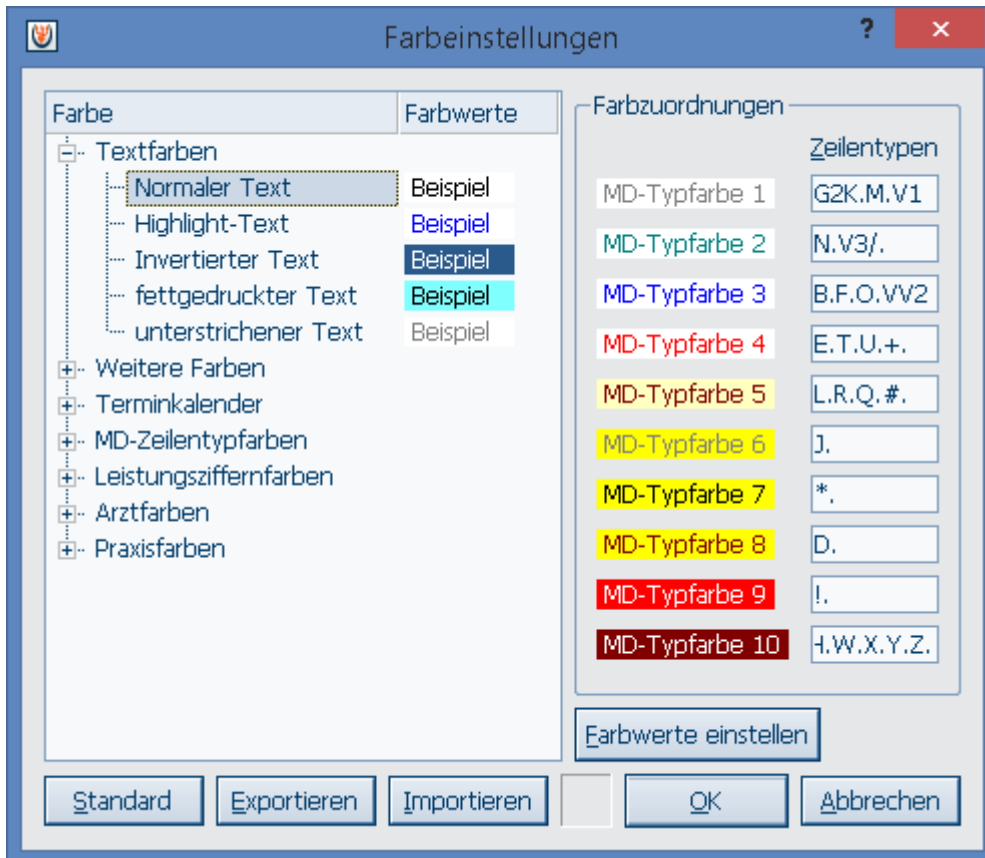 Farbeinstellungen ?
Farbe Farbwerte
Textfarben
Normaler Text Beispiel
Highlight-Text Beispiel
Invertierter Text Beispiel
fettgedruckter Text Beispiel
unterstrichener Text Beispiel
Weitere Farben
Terminkalender
MD-Zeilentypfarben
Leistungsziffernfarben
Arztfarben
Praxisfarben
Farbzuordnungen
Zeilentypen
MD-Typfarbe 1 G2K.M.V1
MD-Typfarbe 2 N.V3/.
MD-Typfarbe 3 B.F.O.VV2
MD-Typfarbe 4 E.T.U.+.
MD-Typfarbe 5 L.R.Q.#.
MD-Typfarbe 6 J.
MD-Typfarbe 7 *.
MD-Typfarbe 8 D.
MD-Typfarbe 9 !.
MD-Typfarbe 10 H.W.X.Y.Z.
Farbwerte einstellen
Standard Exportieren Importieren OK Abbrechen